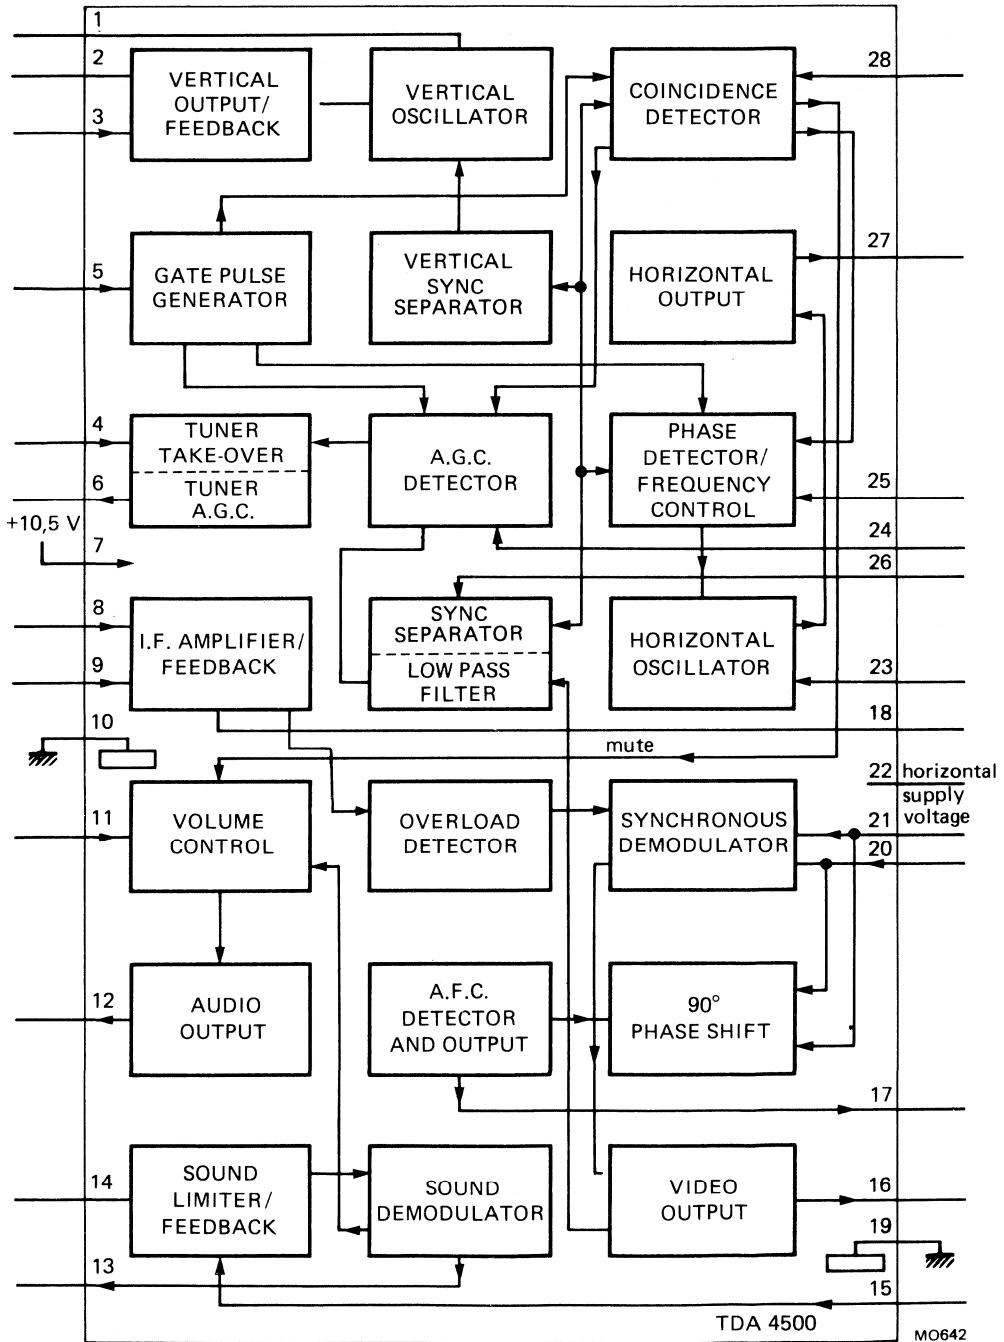 1
2
VERTICAL
OUTPUT/
FEEDBACK
3
VERTICAL
OSCILLATOR
COINCIDENCE
DETECTOR
28
5
GATE PULSE
GENERATOR
VERTICAL
SYNC
SEPARATOR
HORIZONTAL
OUTPUT
27
4
TUNER
TAKE-OVER
6
TUNER
A.G.C.
A.G.C.
DETECTOR
PHASE
DETECTOR/
FREQUENCY
CONTROL
25
24
+10,5 V
7
26
8
I.F. AMPLIFIER/
FEEDBACK
9
SYNC
SEPARATOR
LOW PASS
FILTER
HORIZONTAL
OSCILLATOR
23
10
18
mute
22 horizontal
supply
voltage
11
VOLUME
CONTROL
OVERLOAD
DETECTOR
SYNCHRONOUS
DEMODULATOR
21
20
12
AUDIO
OUTPUT
A.F.C.
DETECTOR
AND OUTPUT
90°
PHASE SHIFT
17
14
SOUND
LIMITER/
FEEDBACK
SOUND
DEMODULATOR
VIDEO
OUTPUT
16
19
13
15
TDA 4500
MO642